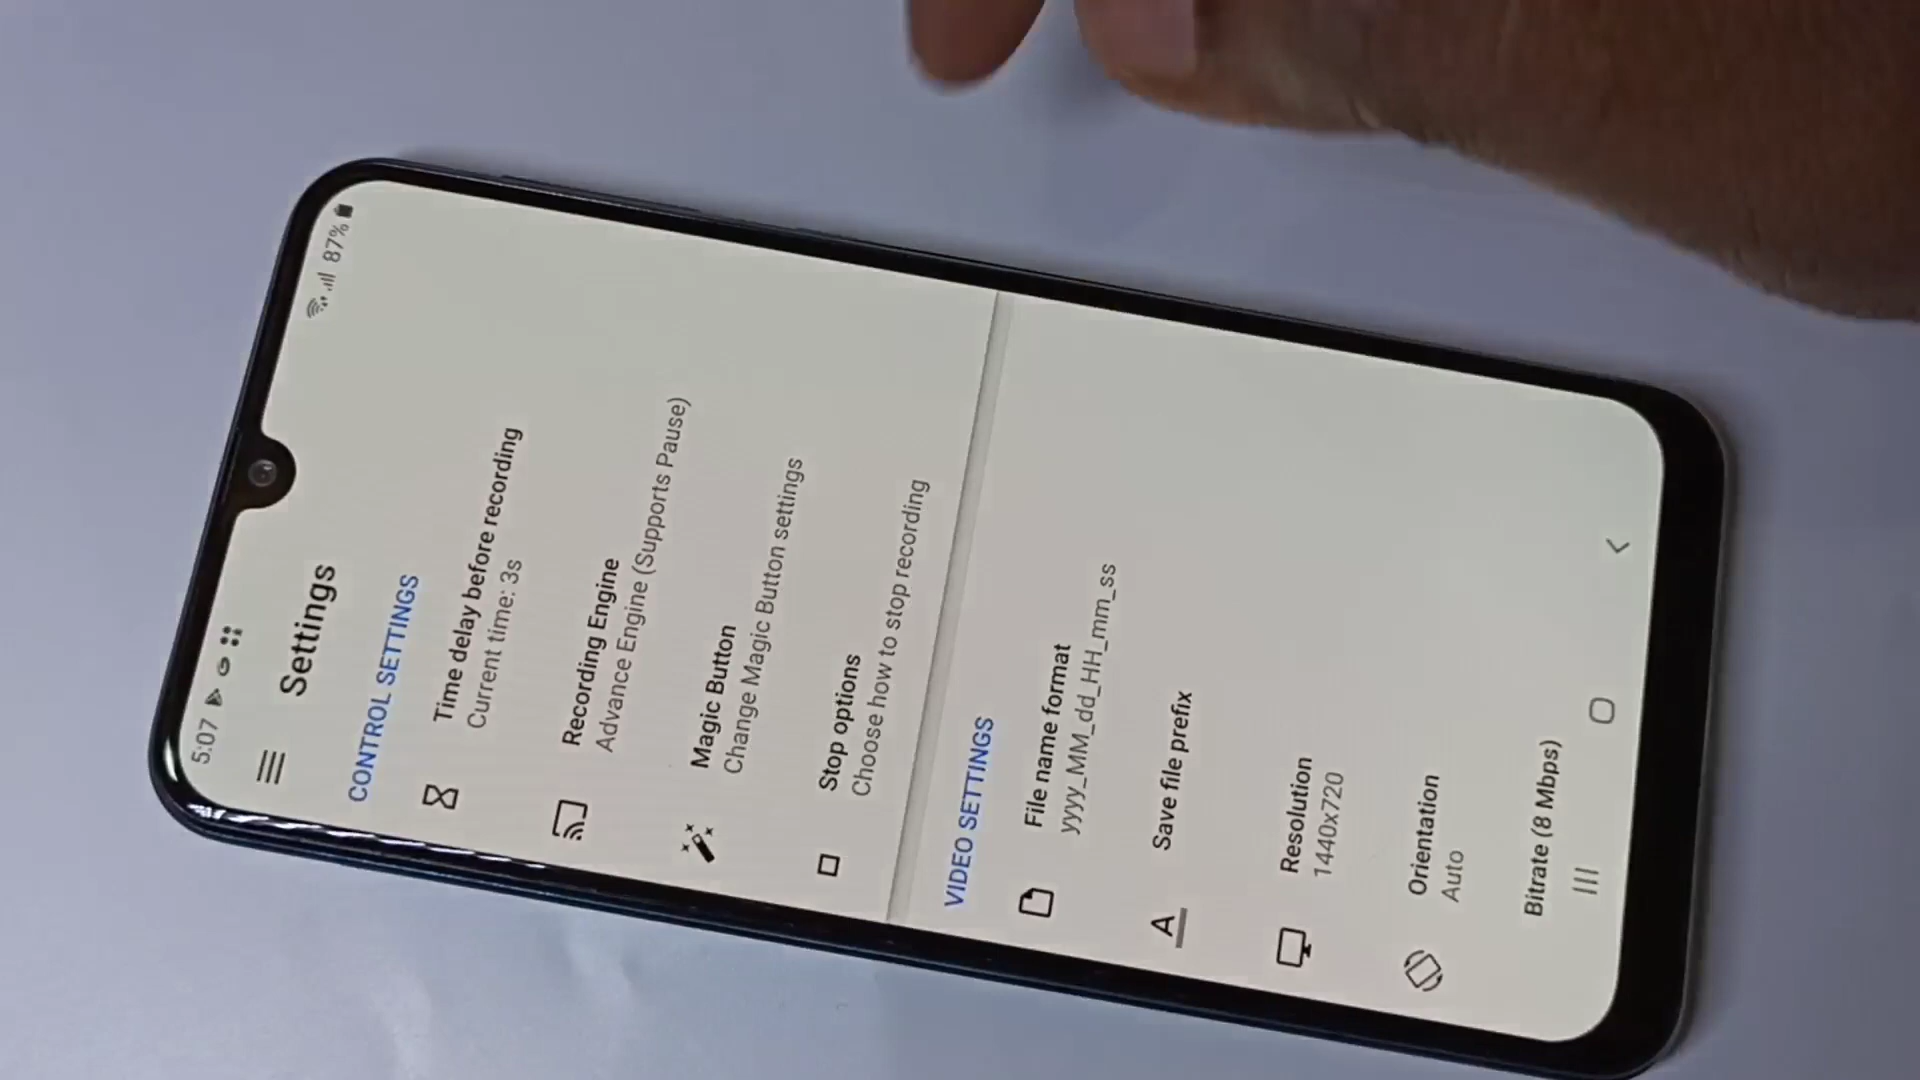 5:07
87%
Settings
CONTROL SETTINGS
Time delay before recording
Current time: 3s
Recording Engine
Advance Engine (Supports Pause)
Magic Button
Change Magic Button settings
Stop options
Choose how to stop recording
VIDEO SETTINGS
File name format
yyyy_MM_dd_HH_mm_ss
A
Save file prefix
Resolution
1440x720
Orientation
Auto
Bitrate (8 Mbps)